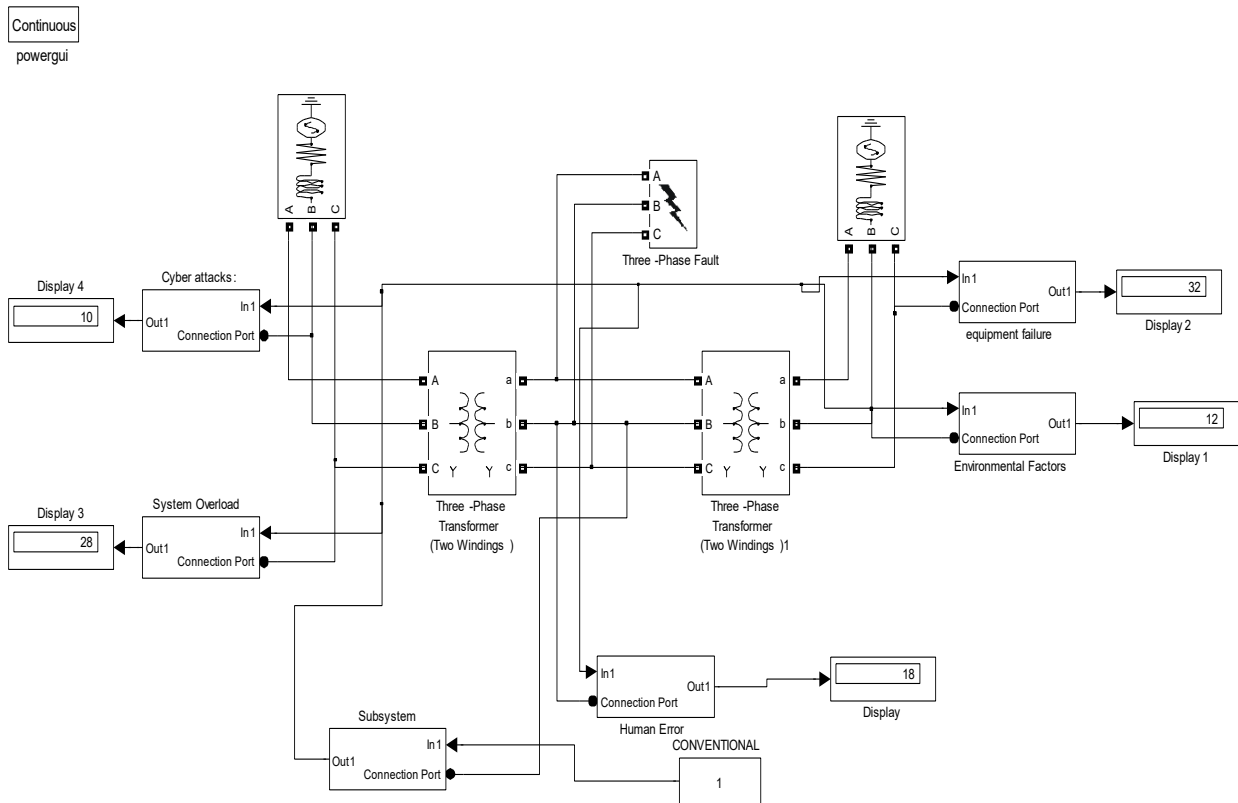 Continuous
powergui
A B C
A B C
A
B
C
Three -Phase Fault
Cyber attacks :
In1
Out1
Connection Port
Display 4
10
In1
Out1
Connection Port
equipment failure
32
Display 2
A
B
C
a
b
c
Y Y
Three -Phase
Transformer
(Two Windings )
A
B
C
a
b
c
Y Y
Three -Phase
Transformer
(Two Windings )1
In1
Out1
Connection Port
Environmental Factors
12
Display 1
System Overload
In1
Out1
Connection Port
Display 3
28
In1
Out1
Connection Port
Human Error
18
Display
Subsystem
In1
Out1
Connection Port
CONVENTIONAL
1